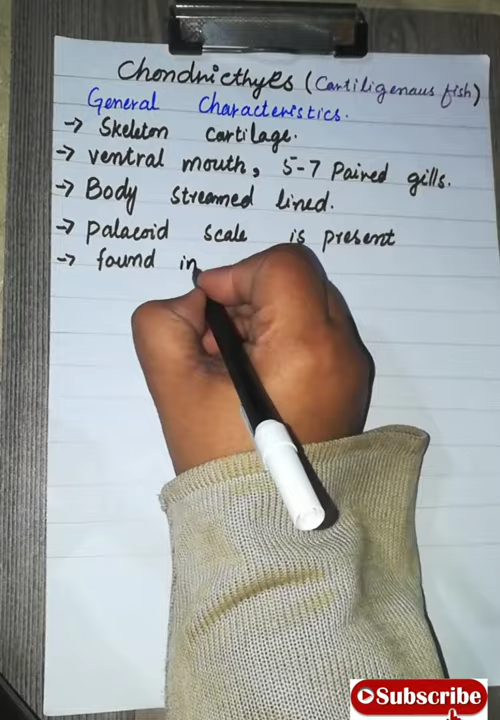 Chondricthyes (Cartiligenous fish)
General Characteristics.
→ Skeleton cartilage.
→ ventral mouth, 5-7 Paired gills.
→ Body streamed lined.
→ palacoid scale is present
→ found in
Subscribe